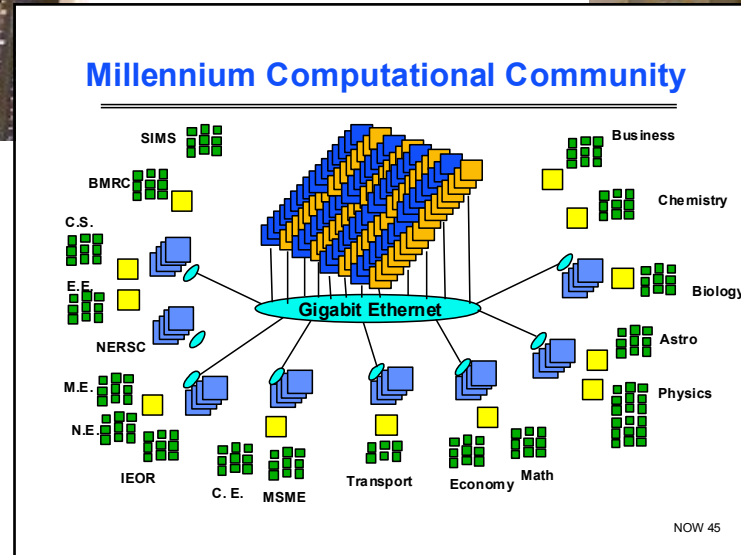 Millennium Computational Community
SIMS
Business
BMRC
Chemistry
C.S.
E.E.
Gigabit Ethernet
Biology
NERSC
Astro
M.E.
Physics
N.E.
IEOR
C. E.
MSME
Transport
Economy
Math
NOW 45